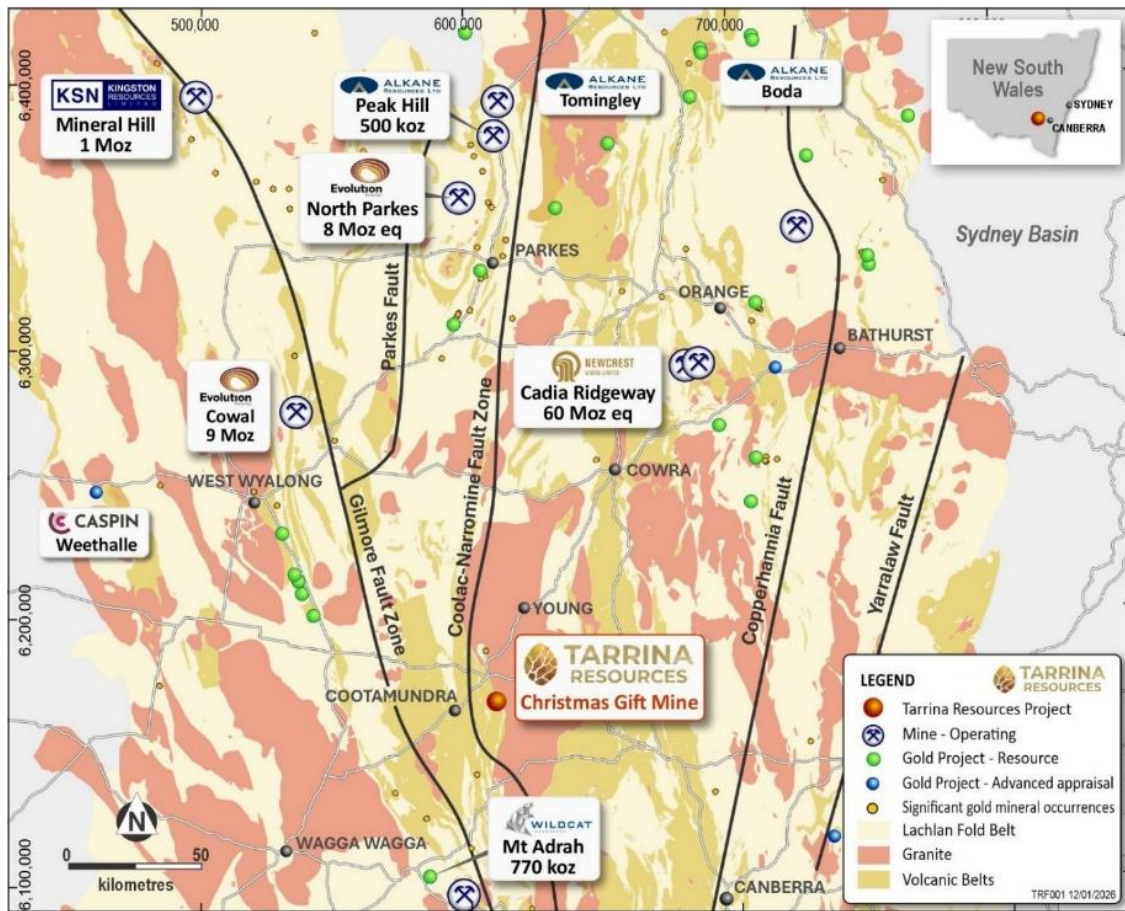 500,000
600,000
700,000
6,400,000
6,300,000
6,200,000
6,100,000
KSN
KINGSTON
RESOURCES
LIMITED
Mineral Hill
1 Moz
ALKANE
RESOURCES LTD
Peak Hill
500 koz
ALKANE
RESOURCES LTD
Tomingley
ALKANE
RESOURCES LTD
Boda
New South
Wales
SYDNEY
CANBERRA
Evolution
North Parkes
8 Moz eq
Sydney Basin
PARKES
Parkes Fault
ORANGE
BATHURST
NEWCREST
MINING LIMITED
Cadia Ridgeway
60 Moz eq
Evolution
Cowal
9 Moz
WEST WYALONG
COWRA
CASPIN
Weethalle
Gilmore Fault Zone
Coolac-Narromine Fault Zone
Copperhannia Fault
Yarralaw Fault
YOUNG
TARRINA
RESOURCES
Christmas Gift Mine
COOTAMUNDRA
WILDCAT
Mt Adrah
770 koz
WAGGA WAGGA
CANBERRA
N
0 50
kilometres
LEGEND
TARRINA
RESOURCES
Tarrina Resources Project
Mine - Operating
Gold Project - Resource
Gold Project - Advanced appraisal
Significant gold mineral occurrences
Lachlan Fold Belt
Granite
Volcanic Belts
TRF001 12/01/2026